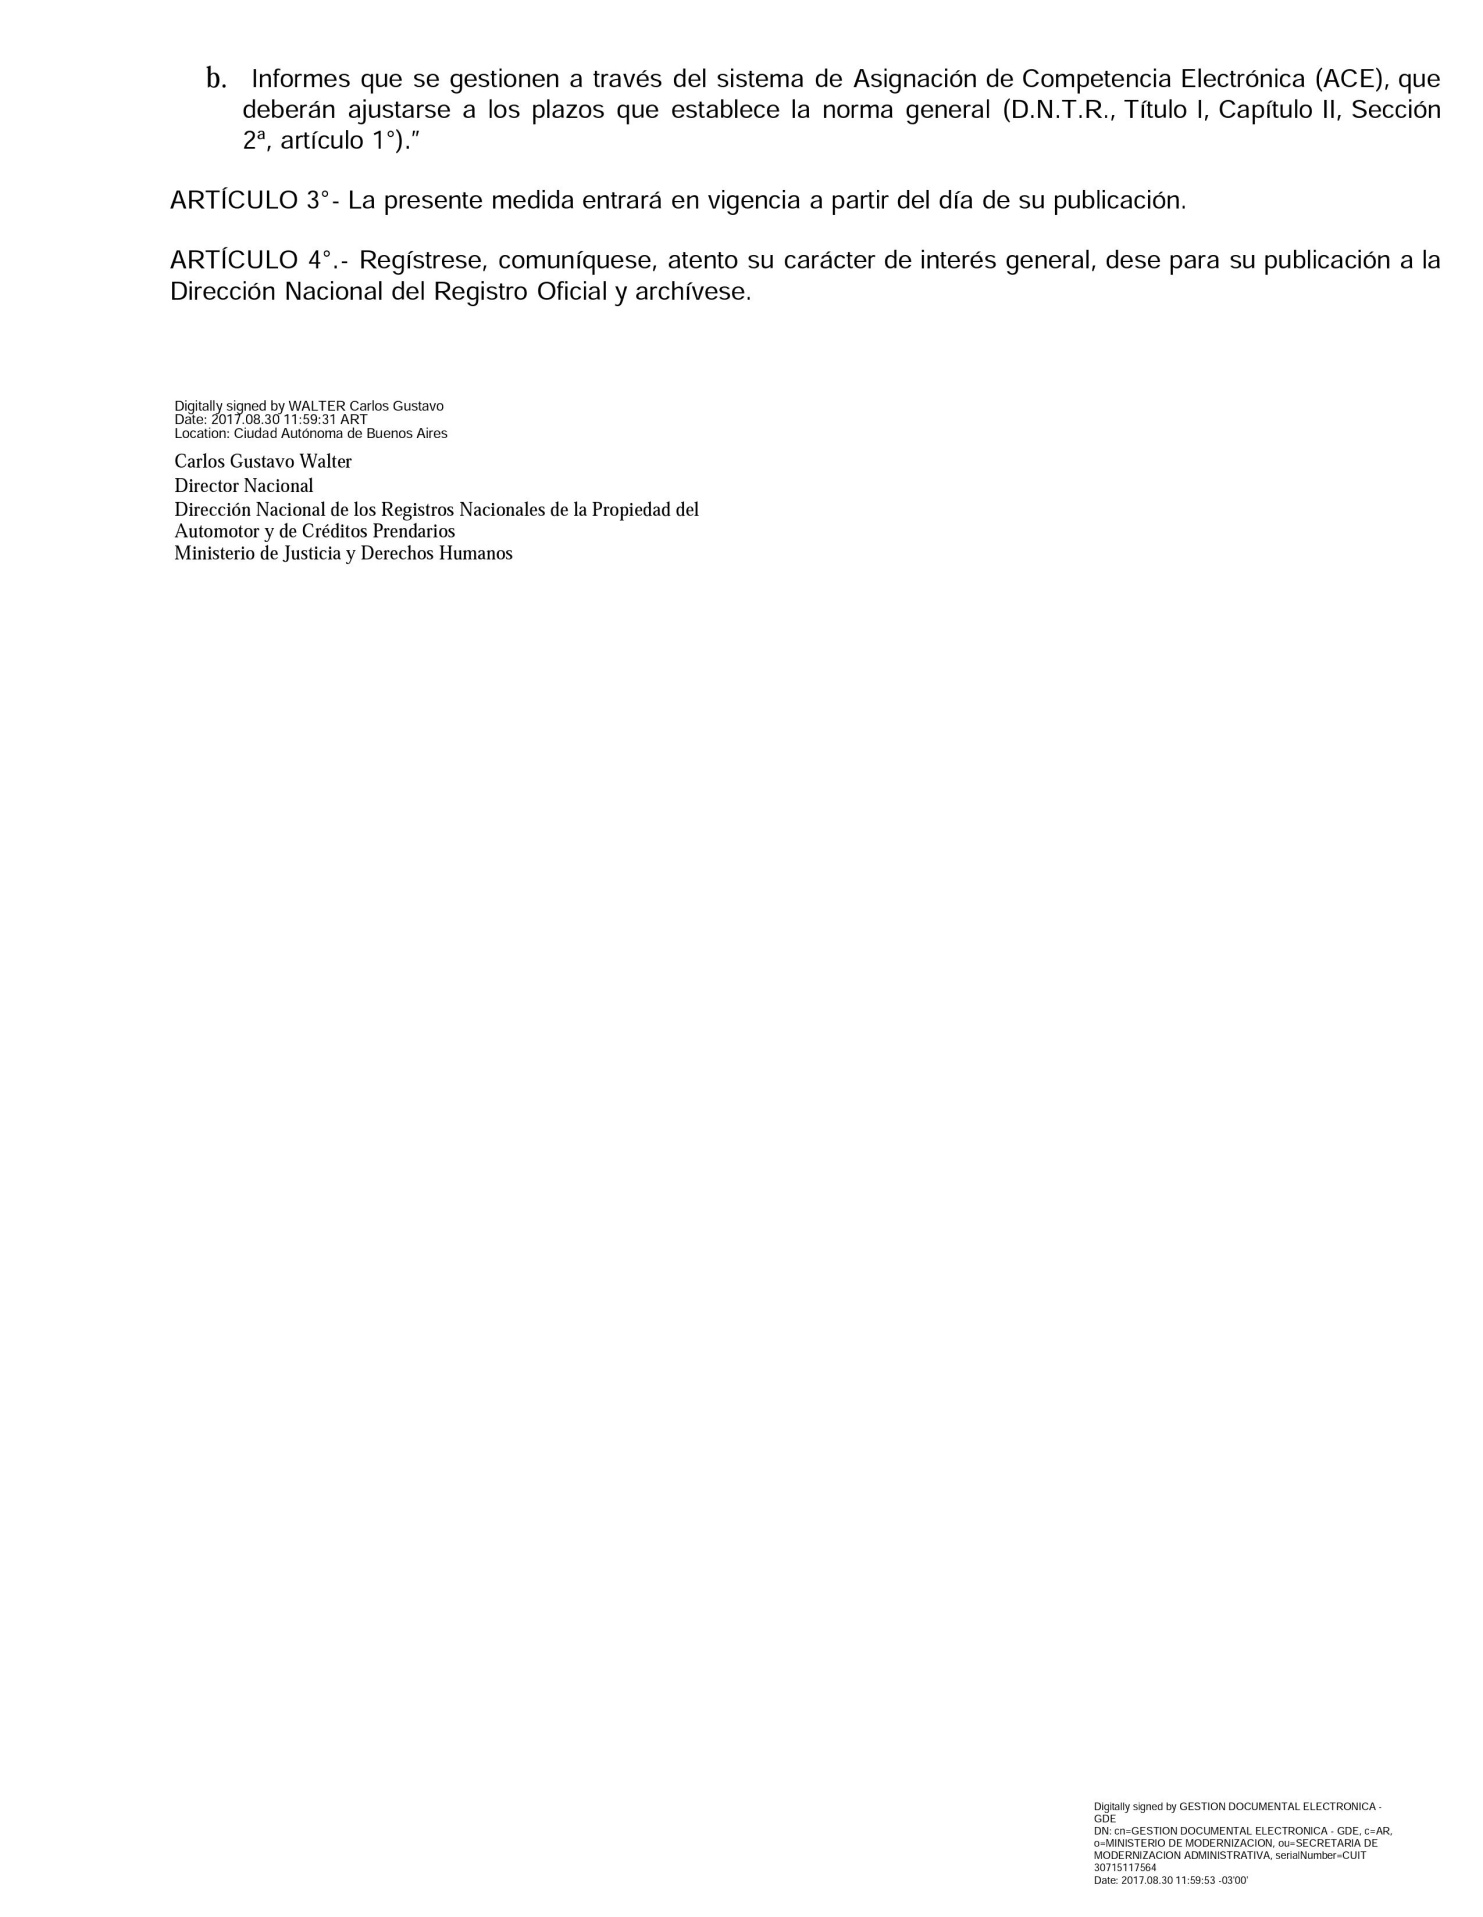 b. Informes que se gestionen a través del sistema de Asignación de Competencia Electrónica (ACE), que
deberán ajustarse a los plazos que establece la norma general (D.N.T.R., Título I, Capítulo II, Sección
2ª, artículo 1°).”
ARTÍCULO 3°- La presente medida entrará en vigencia a partir del día de su publicación.
ARTÍCULO 4°.- Regístrese, comuníquese, atento su carácter de interés general, dese para su publicación a la
Dirección Nacional del Registro Oficial y archívese.
Digitally signed by WALTER Carlos Gustavo
Date: 2017.08.30 11:59:31 ART
Location: Ciudad Autónoma de Buenos Aires
Carlos Gustavo Walter
Director Nacional
Dirección Nacional de los Registros Nacionales de la Propiedad del
Automotor y de Créditos Prendarios
Ministerio de Justicia y Derechos Humanos
Digitally signed by GESTION DOCUMENTAL ELECTRONICA -
GDE
DN: cn=GESTION DOCUMENTAL ELECTRONICA - GDE, c=AR,
o=MINISTERIO DE MODERNIZACION, ou=SECRETARIA DE
MODERNIZACION ADMINISTRATIVA, serialNumber=CUIT
30715117564
Date: 2017.08.30 11:59:53 -03'00'